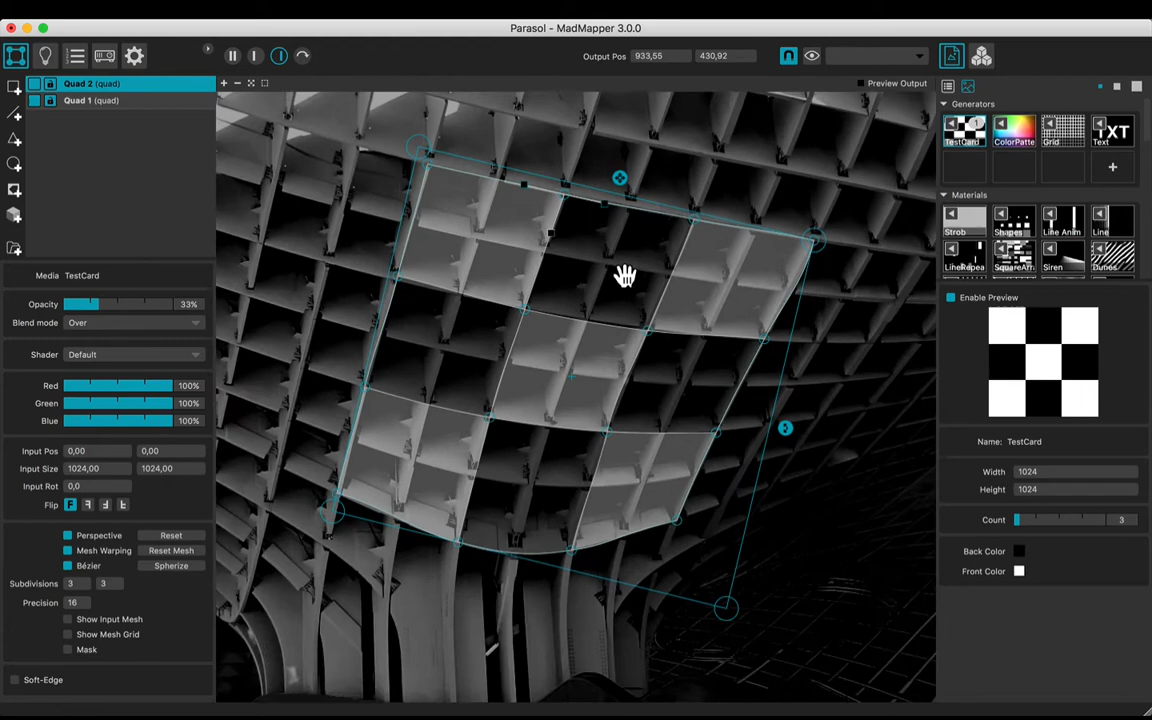 Parasol - MadMapper 3.0.0
Output Pos 933,55 430,92
Preview Output
Quad 2 (quad)
Quad 1 (quad)
Generators
TestCard ColorPatte Grid Text
TXT
1
Materials
Strob Shapes Line Anim Line
LineRepea SquareArra Siren Dunes
Media TestCard
Opacity 33%
Blend mode Over
Shader Default
Red 100%
Green 100%
Blue 100%
Input Pos 0,00 0,00
Input Size 1024,00 1024,00
Input Rot 0,0
Flip F F F F
Perspective Reset
Mesh Warping Reset Mesh
Bézier Spherize
Subdivisions 3 3
Precision 16
Show Input Mesh
Show Mesh Grid
Mask
Soft-Edge
Enable Preview
Name: TestCard
Width 1024
Height 1024
Count 3
Back Color
Front Color